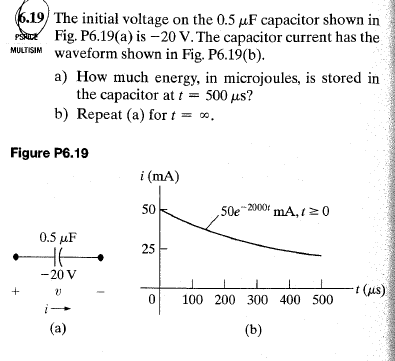 6.19 The initial voltage on the 0.5 μF capacitor shown in
PSPICE Fig. P6.19(a) is −20 V. The capacitor current has the
MULTISIM waveform shown in Fig. P6.19(b).
a) How much energy, in microjoules, is stored in
the capacitor at t = 500 μs?
b) Repeat (a) for t = ∞.
Figure P6.19
i (mA)
50
50e⁻²⁰⁰⁰ᵗ mA, t ≥ 0
25
0 100 200 300 400 500
t (μs)
0.5 μF
−20 V
+ v −
i
(a)
(b)